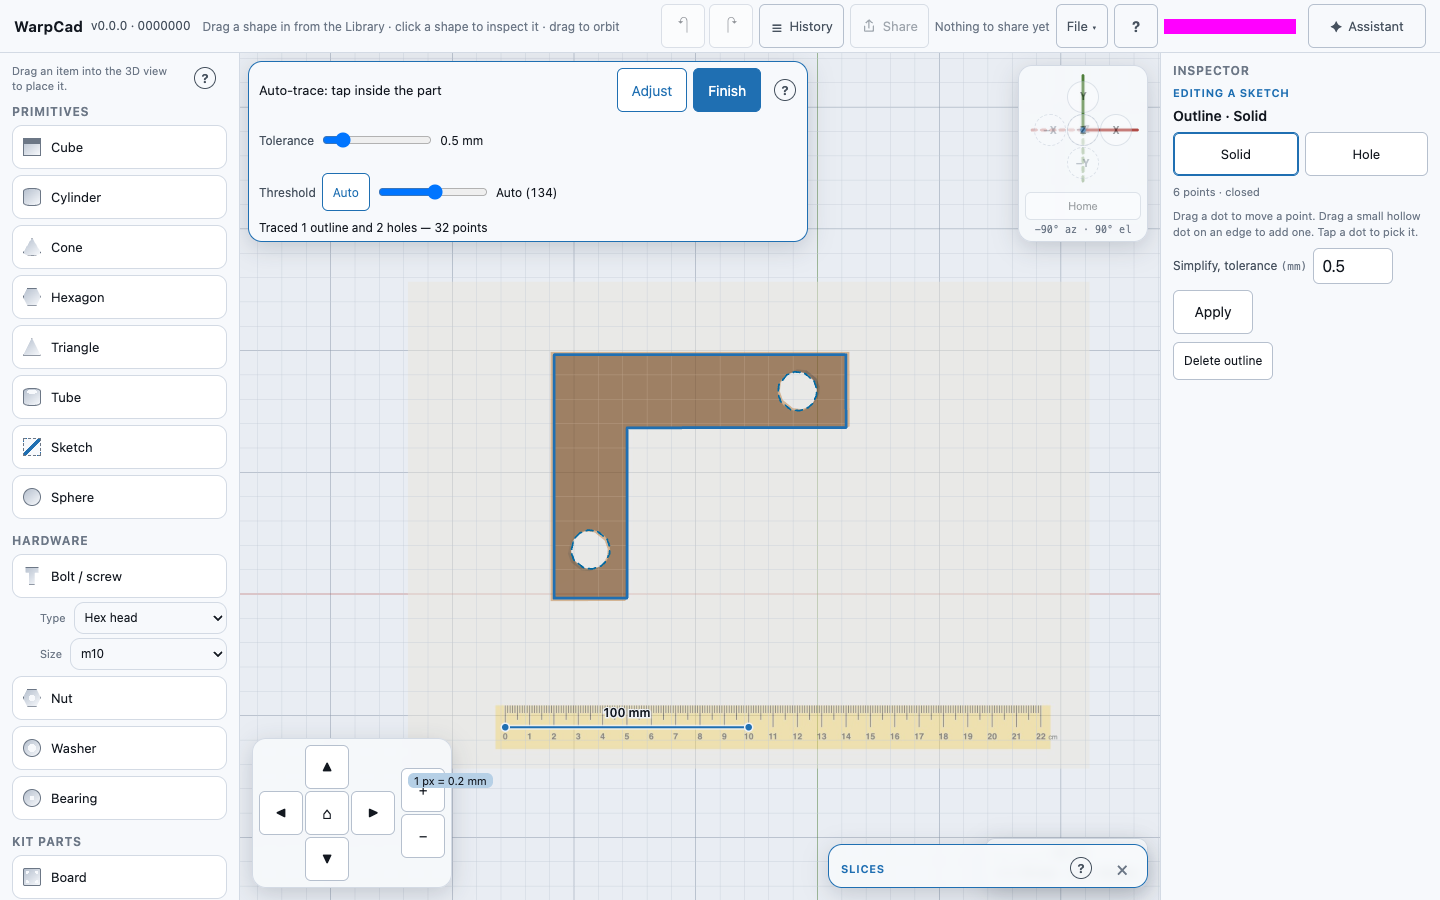 WarpCad v0.0.0 · 0000000 Drag a shape in from the Library · click a shape to inspect it · drag to orbit
History
Share
Nothing to share yet
File
?
Assistant
Drag an item into the 3D view
to place it.
?
PRIMITIVES
Cube
Cylinder
Cone
Hexagon
Triangle
Tube
Sketch
Sphere
HARDWARE
Bolt / screw
Type Hex head
Size m10
Nut
Washer
Bearing
KIT PARTS
Board
Auto-trace: tap inside the part
Adjust
Finish
?
Tolerance 0.5 mm
Threshold Auto Auto (134)
Traced 1 outline and 2 holes — 32 points
Y
-X Z X
-Y
Home
−90° az · 90° el
100 mm
0 1 2 3 4 5 6 7 8 9 10 11 12 13 14 15 16 17 18 19 20 21 22 cm
1 px = 0.2 mm
+
−
SLICES
?
INSPECTOR
EDITING A SKETCH
Outline · Solid
Solid
Hole
6 points · closed
Drag a dot to move a point. Drag a small hollow
dot on an edge to add one. Tap a dot to pick it.
Simplify, tolerance (mm) 0.5
Apply
Delete outline